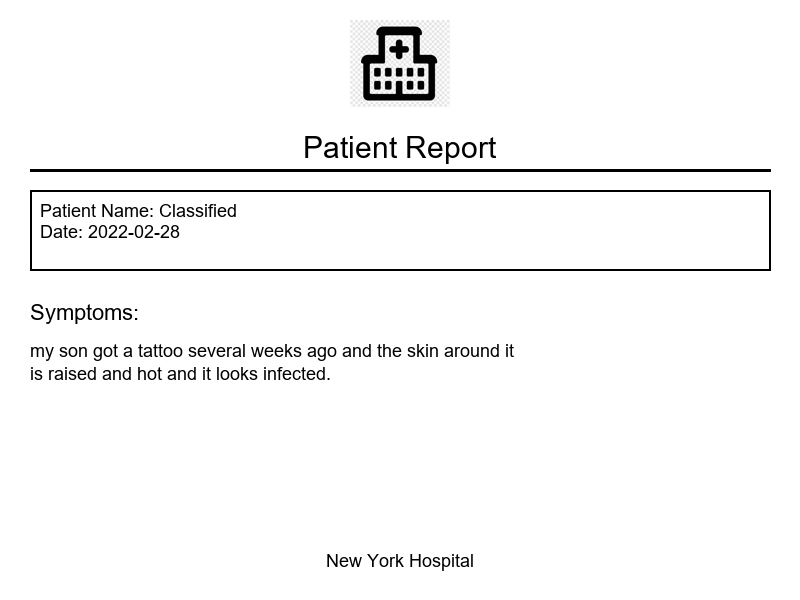 Patient Report
Patient Name: Classified
Date: 2022-02-28
Symptoms:
my son got a tattoo several weeks ago and the skin around it
is raised and hot and it looks infected.
New York Hospital